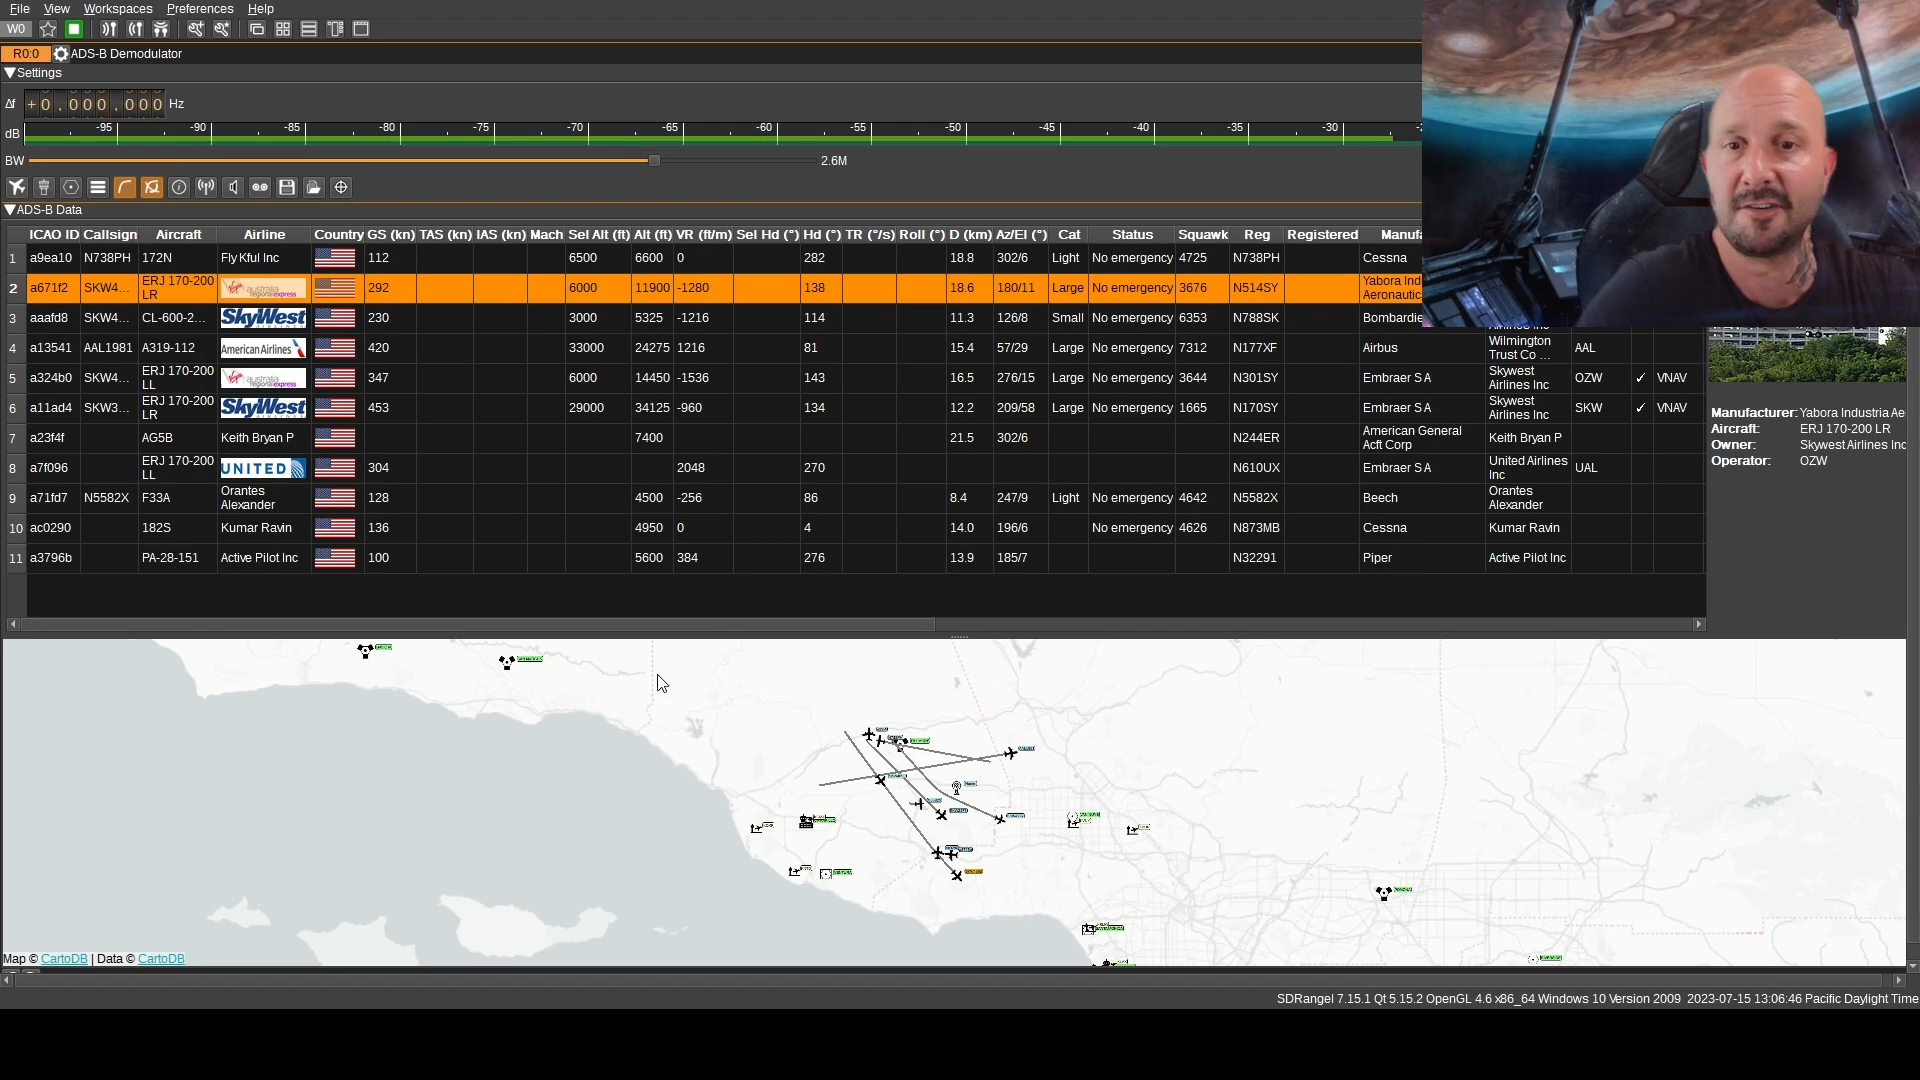 File View Workspaces Preferences Help
W0
R0:0 ADS-B Demodulator
Settings
Δf +0,000,000 Hz
dB -95 -90 -85 -80 -75 -70 -65 -60 -55 -50 -45 -40 -35 -30
BW 2.6M
ADS-B Data
ICAO ID Callsign Aircraft Airline Country GS (kn) TAS (kn) IAS (kn) Mach Sel Alt (ft) Alt (ft) VR (ft/m) Sel Hd (°) Hd (°) TR (°/s) Roll (°) D (km) Az/El (°) Cat Status Squawk Reg Registered Manufa
1 a9ea10 N738PH 172N Fly Kful Inc 112 6500 6600 0 282 18.8 302/6 Light No emergency 4725 N738PH Cessna
2 a671f2 SKW4... ERJ 170-200 LR Virgin australia regional express 292 6000 11900 -1280 138 18.6 180/11 Large No emergency 3676 N514SY Yabora Ind Aeronautic
3 aaafd8 SKW4... CL-600-2... SkyWest AIRLINES 230 3000 5325 -1216 114 11.3 126/8 Small No emergency 6353 N788SK Bombardie Airlines Inc
4 a13541 AAL1981 A319-112 American Airlines 420 33000 24275 1216 81 15.4 57/29 Large No emergency 7312 N177XF Airbus Wilmington Trust Co ... AAL
5 a324b0 SKW4... ERJ 170-200 LL Virgin australia regional express 347 6000 14450 -1536 143 16.5 276/15 Large No emergency 3644 N301SY Embraer S A Skywest Airlines Inc OZW ✓ VNAV
6 a11ad4 SKW3... ERJ 170-200 LR SkyWest AIRLINES 453 29000 34125 -960 134 12.2 209/58 Large No emergency 1665 N170SY Embraer S A Skywest Airlines Inc SKW ✓ VNAV
7 a23f4f AG5B Keith Bryan P 7400 21.5 302/6 N244ER American General Acft Corp Keith Bryan P
8 a7f096 ERJ 170-200 LL UNITED 304 2048 270 N610UX Embraer S A United Airlines Inc UAL
9 a71fd7 N5582X F33A Orantes Alexander 128 4500 -256 86 8.4 247/9 Light No emergency 4642 N5582X Beech Orantes Alexander
10 ac0290 182S Kumar Ravin 136 4950 0 4 14.0 196/6 No emergency 4626 N873MB Cessna Kumar Ravin
11 a3796b PA-28-151 Active Pilot Inc 100 5600 384 276 13.9 185/7 N32291 Piper Active Pilot Inc
Manufacturer: Yabora Industria Ae
Aircraft: ERJ 170-200 LR
Owner: Skywest Airlines Inc
Operator: OZW
Map © CartoDB | Data © CartoDB
SDRangel 7.15.1 Qt 5.15.2 OpenGL 4.6 x86_64 Windows 10 Version 2009 2023-07-15 13:06:46 Pacific Daylight Time